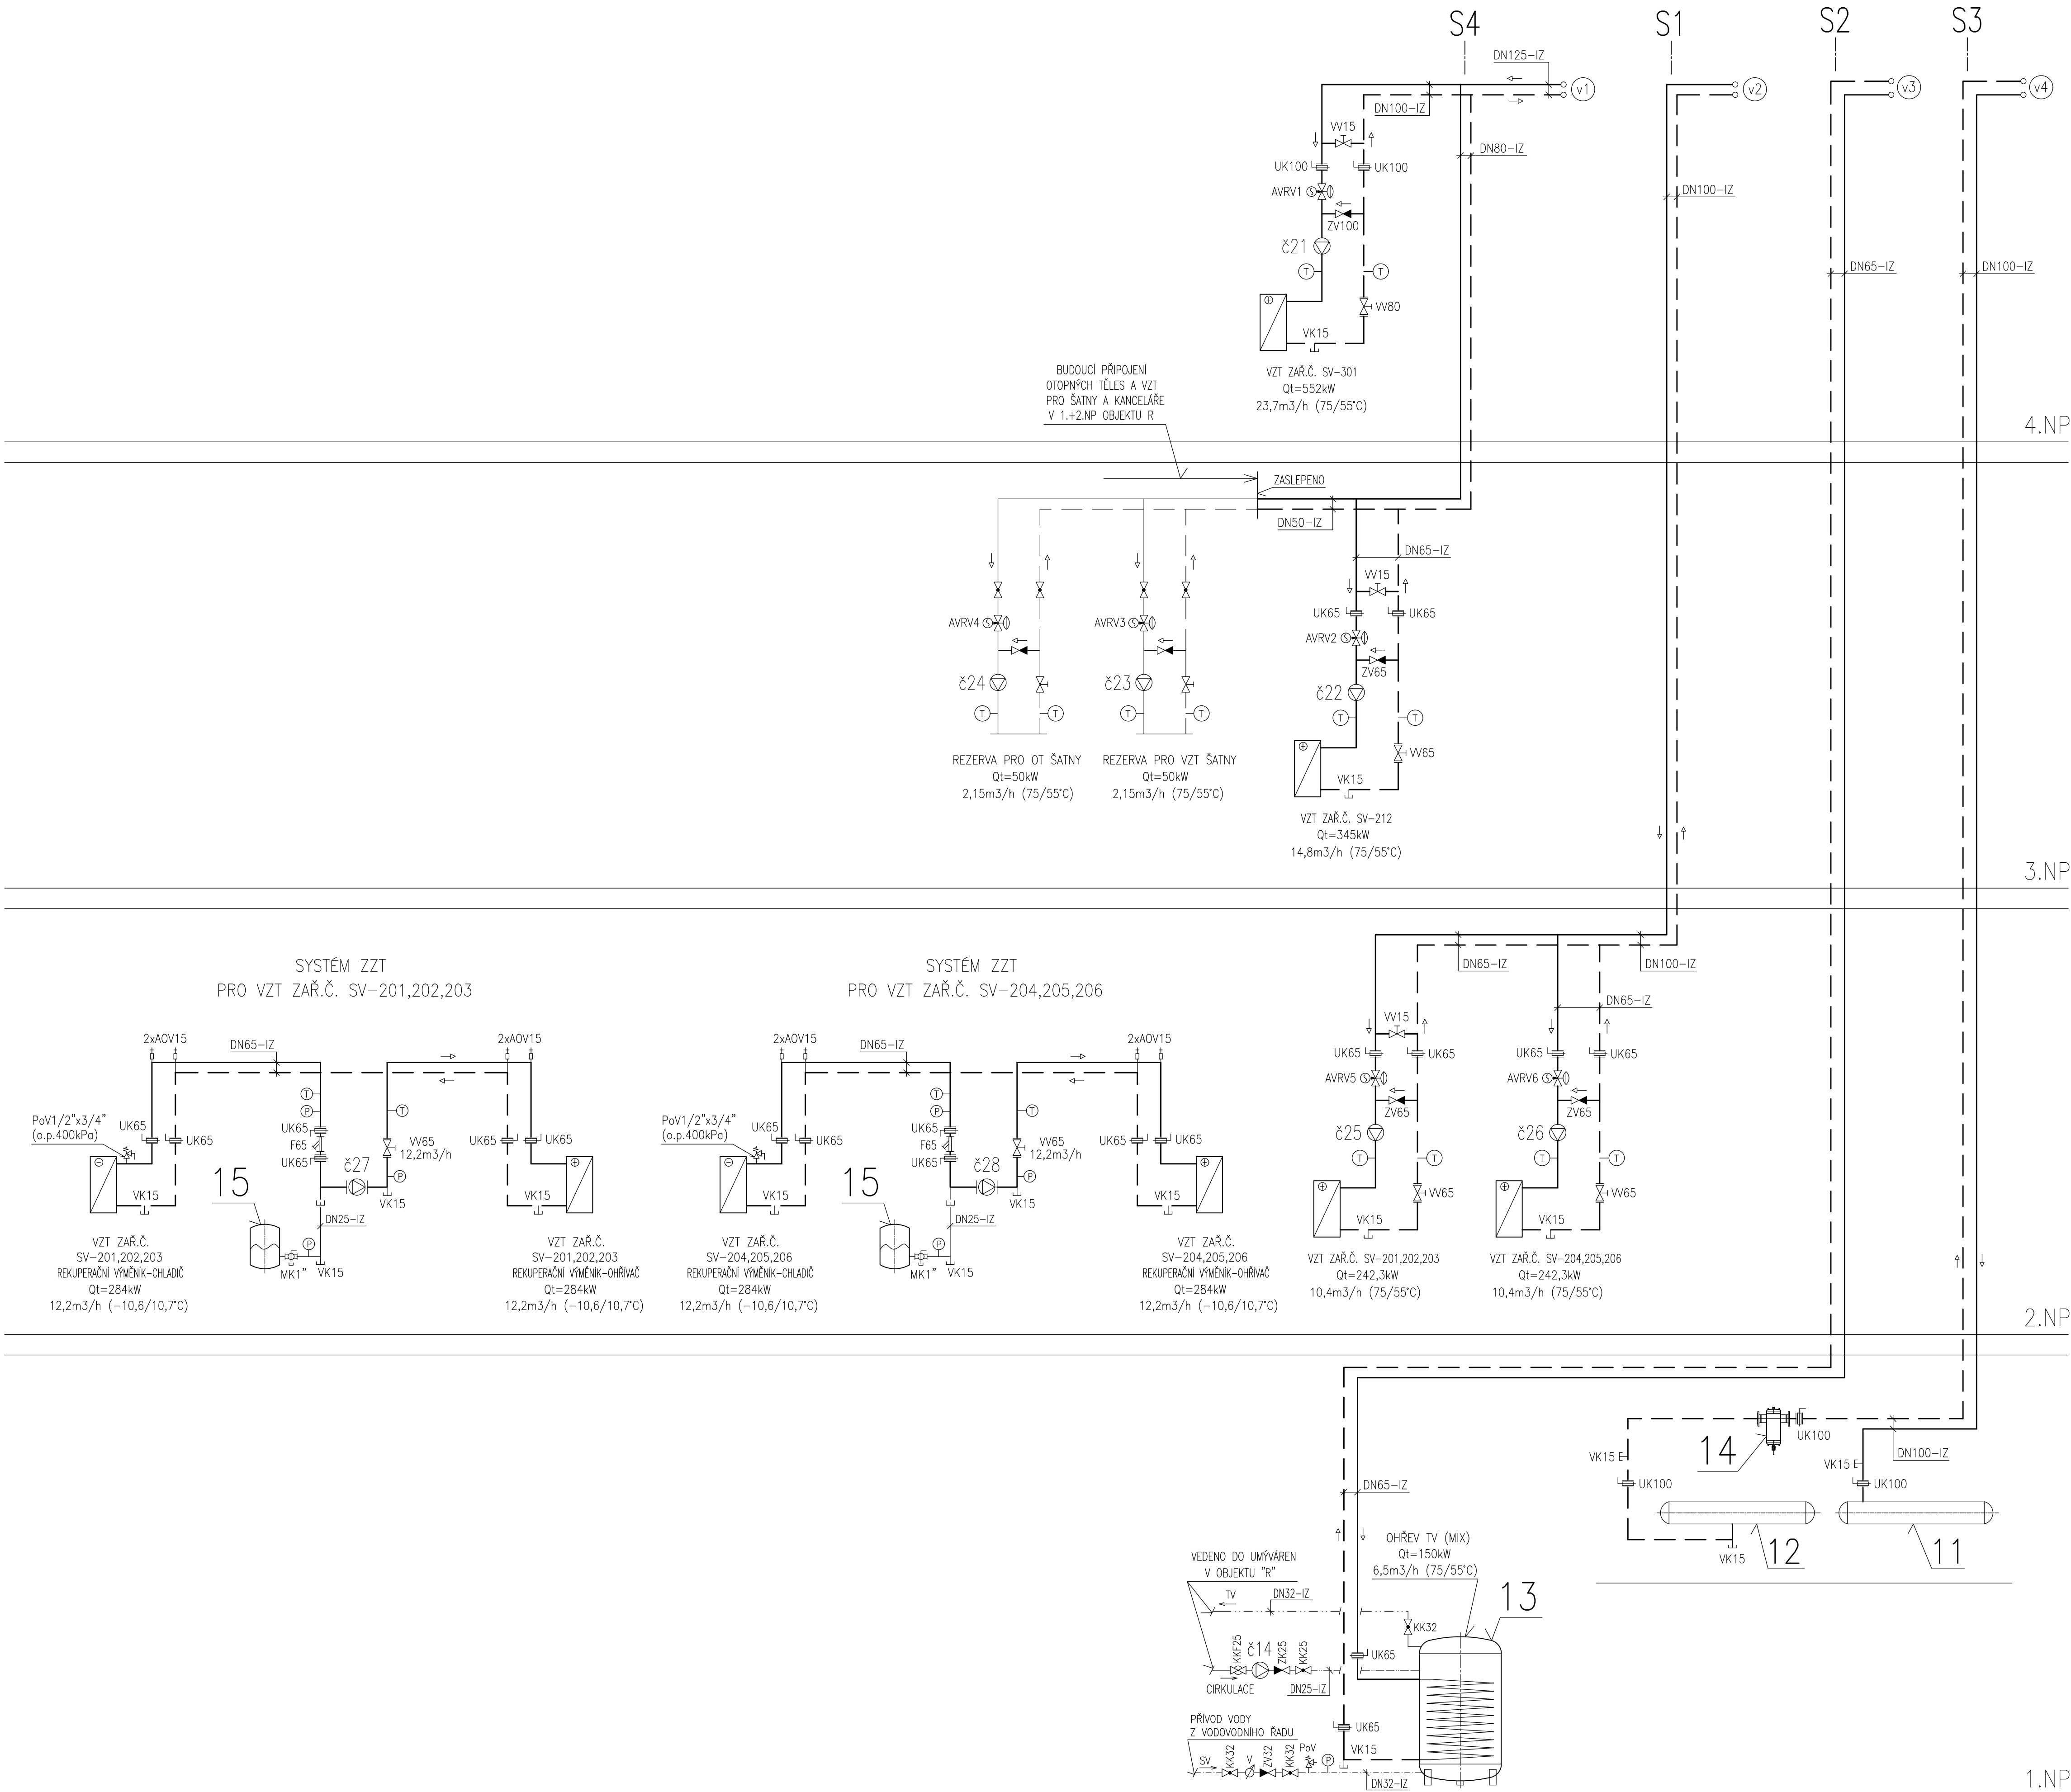 S4
S1
S2
S3
DN125-IZ
v1
v2
v3
v4
DN100-IZ
VV15
DN80-IZ
UK100
UK100
AVRV1
ZV100
DN100-IZ
č21
T
T
DN65-IZ
DN100-IZ
VV80
VK15
VZT ZAŘ.Č. SV-301
Qt=552kW
23,7m3/h (75/55°C)
BUDOUCÍ PŘIPOJENÍ
OTOPNÝCH TĚLES A VZT
PRO ŠATNY A KANCELÁŘE
V 1.+2.NP OBJEKTU R
4.NP
ZASLEPENO
DN50-IZ
DN65-IZ
VV15
UK65
UK65
AVRV4
AVRV3
AVRV2
ZV65
č24
č23
č22
T
T
T
T
T
T
VV65
VK15
REZERVA PRO OT ŠATNY
Qt=50kW
2,15m3/h (75/55°C)
REZERVA PRO VZT ŠATNY
Qt=50kW
2,15m3/h (75/55°C)
VZT ZAŘ.Č. SV-212
Qt=345kW
14,8m3/h (75/55°C)
3.NP
SYSTÉM ZZT
PRO VZT ZAŘ.Č. SV-201,202,203
SYSTÉM ZZT
PRO VZT ZAŘ.Č. SV-204,205,206
DN65-IZ
DN100-IZ
DN65-IZ
2xAOV15
DN65-IZ
2xAOV15
T
P
T
PoV1/2"x3/4"
(o.p.400kPa)
UK65
UK65
UK65
F65
UK65
VV65
12,2m3/h
UK65
UK65
č27
P
15
VK15
VK15
VK15
DN25-IZ
P
MK1"
VK15
VZT ZAŘ.Č.
SV-201,202,203
REKUPERAČNÍ VÝMĚNÍK-CHLADIČ
Qt=284kW
12,2m3/h (-10,6/10,7°C)
VZT ZAŘ.Č.
SV-201,202,203
REKUPERAČNÍ VÝMĚNÍK-OHŘÍVAČ
Qt=284kW
12,2m3/h (-10,6/10,7°C)
2xAOV15
DN65-IZ
2xAOV15
T
P
T
PoV1/2"x3/4"
(o.p.400kPa)
UK65
UK65
UK65
F65
UK65
VV65
12,2m3/h
UK65
UK65
č28
P
15
VK15
VK15
VK15
DN25-IZ
P
MK1"
VK15
VZT ZAŘ.Č.
SV-204,205,206
REKUPERAČNÍ VÝMĚNÍK-CHLADIČ
Qt=284kW
12,2m3/h (-10,6/10,7°C)
VZT ZAŘ.Č.
SV-204,205,206
REKUPERAČNÍ VÝMĚNÍK-OHŘÍVAČ
Qt=284kW
12,2m3/h (-10,6/10,7°C)
VV15
UK65
UK65
AVRV5
ZV65
č25
T
T
VV65
VK15
VZT ZAŘ.Č. SV-201,202,203
Qt=242,3kW
10,4m3/h (75/55°C)
UK65
UK65
AVRV6
ZV65
č26
T
T
VV65
VK15
VZT ZAŘ.Č. SV-204,205,206
Qt=242,3kW
10,4m3/h (75/55°C)
2.NP
14
UK100
DN100-IZ
VK15
VK15
UK100
UK100
VK15
12
11
DN65-IZ
OHŘEV TV (MIX)
Qt=150kW
6,5m3/h (75/55°C)
13
VEDENO DO UMÝVÁREN
V OBJEKTU "R"
TV
DN32-IZ
KK32
UK65
KKF25
č14
ZK25
KK25
CIRKULACE
DN25-IZ
PŘÍVOD VODY
Z VODOVODNÍHO ŘADU
UK65
VK15
SV
KK32
V
ZV32
KK32
PoV
P
DN32-IZ
1.NP